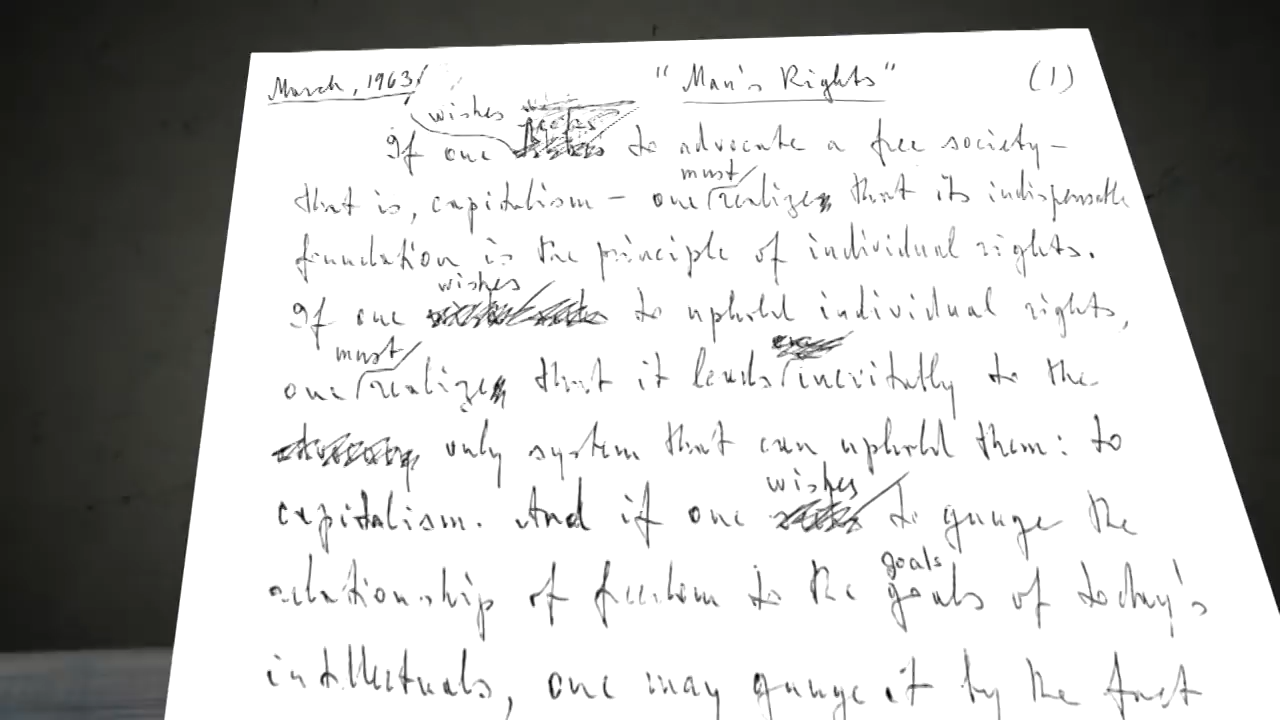 March, 1963 "Man's Rights" (1)
wishes
If one to advocate a free society –
must
that is, capitalism – one realize that its indispensable
foundation is the principle of individual rights.
wishes
If one to uphold individual rights,
must
one realize that it leads inevitably to the
only system that can uphold them: to
wishes
capitalism. And if one to gauge the
goals
relationship of freedom to the goals of today's
intellectuals, one may gauge it by the fact